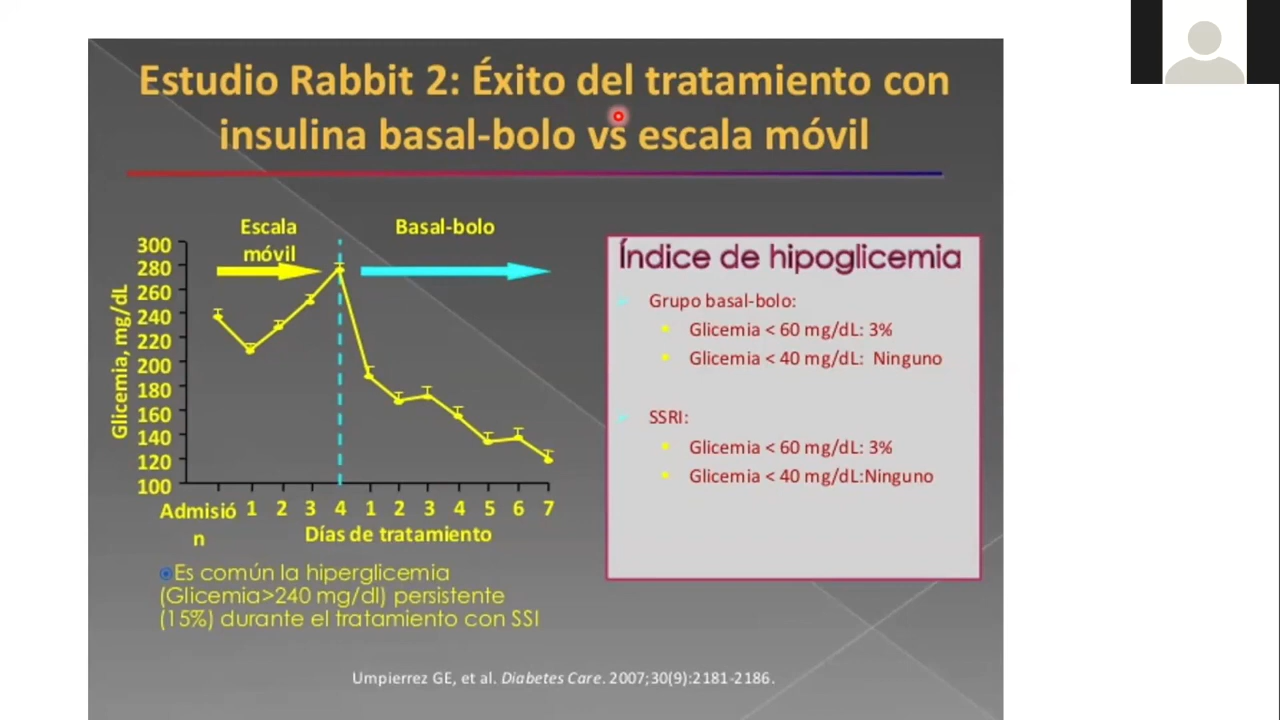 Estudio Rabbit 2: Éxito del tratamiento con
insulina basal-bolo vs escala móvil
Escala
móvil
Basal-bolo
300
280
260
240
220
200
180
160
140
120
100
Glicemia, mg/dL
Admisió
n
1 2 3 4 1 2 3 4 5 6 7
Días de tratamiento
Es común la hiperglicemia
(Glicemia>240 mg/dl) persistente
(15%) durante el tratamiento con SSI
Índice de hipoglicemia
Grupo basal-bolo:
Glicemia < 60 mg/dL: 3%
Glicemia < 40 mg/dL: Ninguno
SSRI:
Glicemia < 60 mg/dL: 3%
Glicemia < 40 mg/dL:Ninguno
Umpierrez GE, et al. Diabetes Care. 2007;30(9):2181-2186.